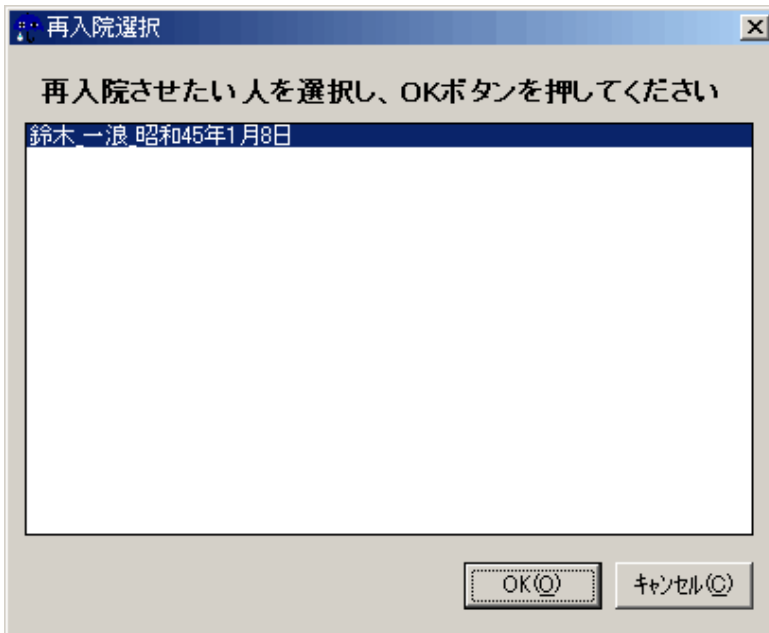 再入院選択
再入院させたい人を選択し、OKボタンを押してください
鈴木_一浪_昭和45年1月8日
OK(O)
キャンセル(C)